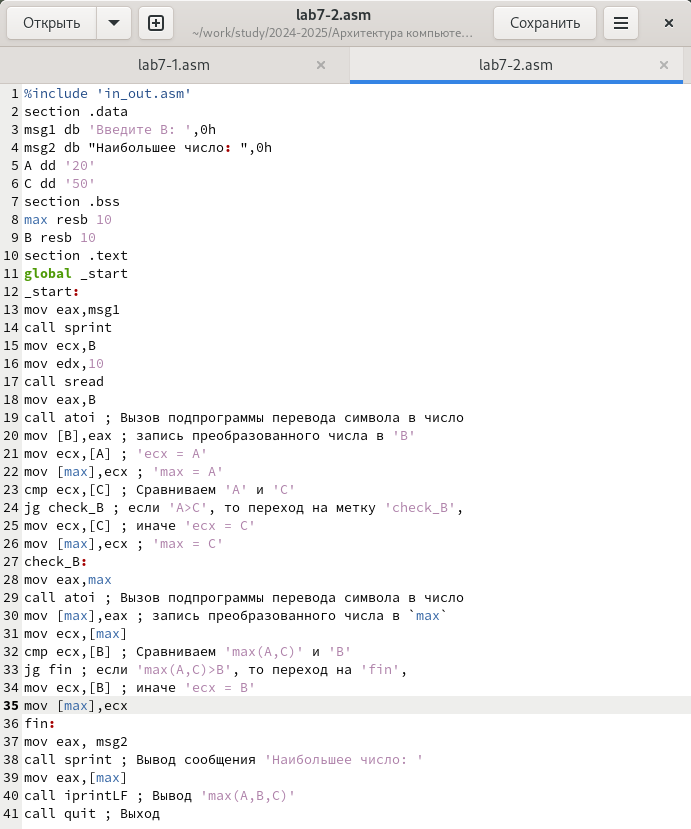 Открыть
lab7-2.asm
~/work/study/2024-2025/Архитектура компьюте…
Сохранить
lab7-1.asm
lab7-2.asm
1 %include 'in_out.asm'
2 section .data
3 msg1 db 'Введите B: ',0h
4 msg2 db "Наибольшее число: ",0h
5 A dd '20'
6 C dd '50'
7 section .bss
8 max resb 10
9 B resb 10
10 section .text
11 global _start
12 _start:
13 mov eax,msg1
14 call sprint
15 mov ecx,B
16 mov edx,10
17 call sread
18 mov eax,B
19 call atoi ; Вызов подпрограммы перевода символа в число
20 mov [B],eax ; запись преобразованного числа в 'B'
21 mov ecx,[A] ; 'ecx = A'
22 mov [max],ecx ; 'max = A'
23 cmp ecx,[C] ; Сравниваем 'A' и 'C'
24 jg check_B ; если 'A>C', то переход на метку 'check_B',
25 mov ecx,[C] ; иначе 'ecx = C'
26 mov [max],ecx ; 'max = C'
27 check_B:
28 mov eax,max
29 call atoi ; Вызов подпрограммы перевода символа в число
30 mov [max],eax ; запись преобразованного числа в `max`
31 mov ecx,[max]
32 cmp ecx,[B] ; Сравниваем 'max(A,C)' и 'B'
33 jg fin ; если 'max(A,C)>B', то переход на 'fin',
34 mov ecx,[B] ; иначе 'ecx = B'
35 mov [max],ecx
36 fin:
37 mov eax, msg2
38 call sprint ; Вывод сообщения 'Наибольшее число: '
39 mov eax,[max]
40 call iprintLF ; Вывод 'max(A,B,C)'
41 call quit ; Выход